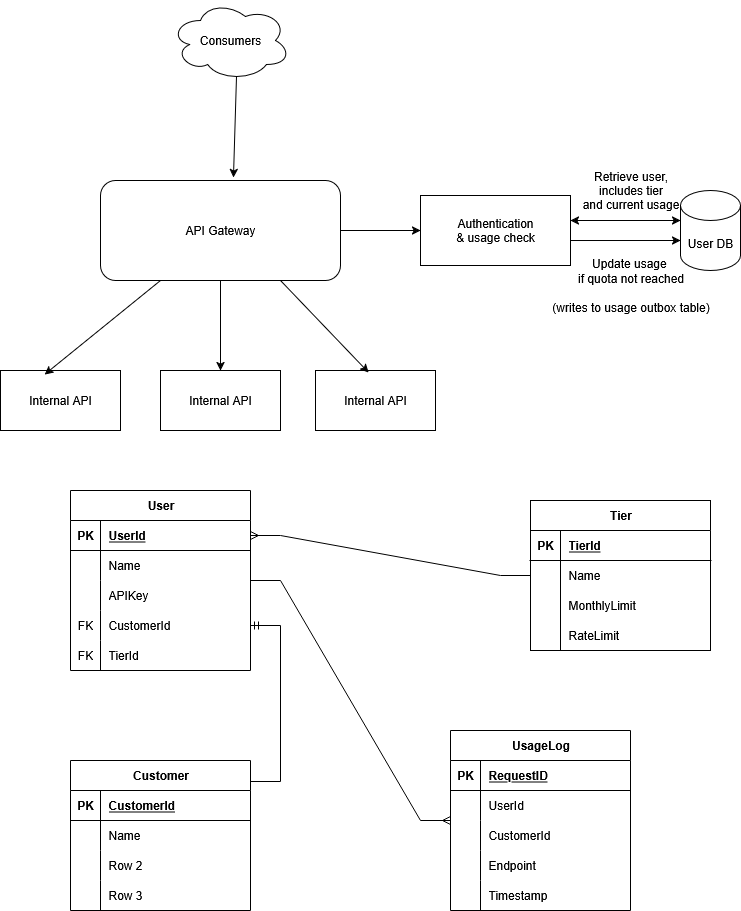 Consumers
API Gateway
Authentication
& usage check
Retrieve user,
includes tier
and current usage
User DB
Update usage
if quota not reached
(writes to usage outbox table)
Internal API
Internal API
Internal API
User
PK UserId
Name
APIKey
FK CustomerId
FK TierId
Tier
PK TierId
Name
MonthlyLimit
RateLimit
Customer
PK CustomerId
Name
Row 2
Row 3
UsageLog
PK RequestID
UserId
CustomerId
Endpoint
Timestamp